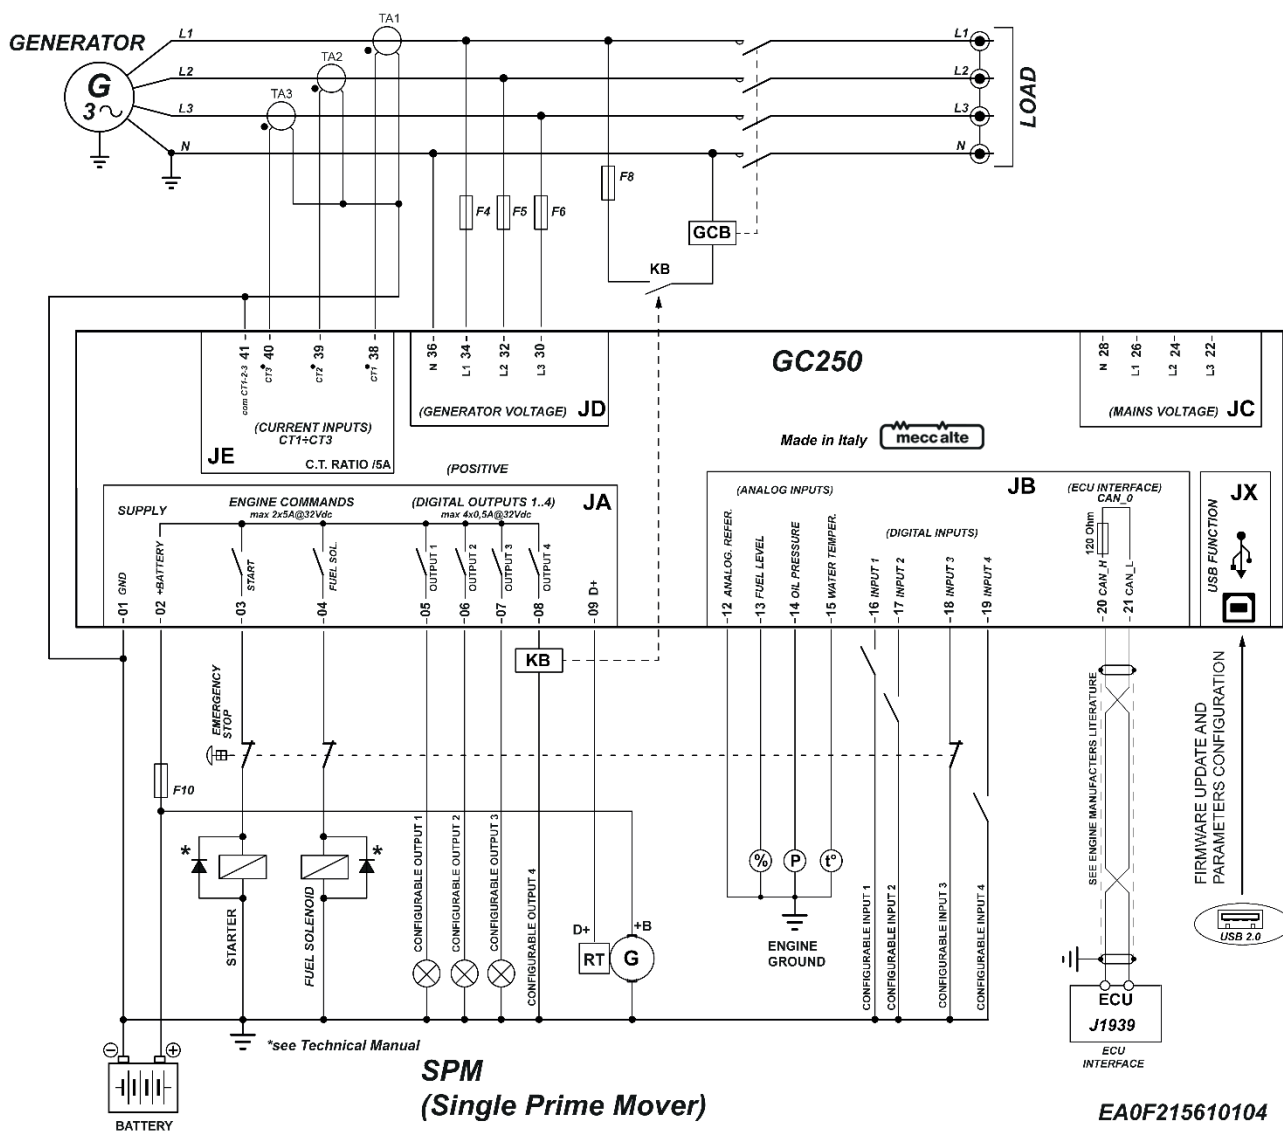 GENERATOR
G
3
L1
L2
L3
N
TA1
TA2
TA3
L1
L2
L3
N
LOAD
F4
F5
F6
F8
GCB
KB
41
com CT1-2-3
40
CT3
39
CT2
38
CT1
(CURRENT INPUTS)
CT1÷CT3
JE
C.T. RATIO /5A
N 36
L1 34
L2 32
L3 30
(GENERATOR VOLTAGE)
JD
GC250
Made in Italy
mecc alte
N 28
L1 26
L2 24
L3 22
(MAINS VOLTAGE)
JC
(POSITIVE
SUPPLY
ENGINE COMMANDS
max 2x5A@32Vdc
(DIGITAL OUTPUTS 1..4)
max 4x0,5A@32Vdc
JA
01 GND
02 +BATTERY
03
START
04
FUEL SOL.
05
OUTPUT 1
06
OUTPUT 2
07
OUTPUT 3
08
OUTPUT 4
09 D+
(ANALOG INPUTS)
JB
(DIGITAL INPUTS)
(ECU INTERFACE)
CAN_0
120 Ohm
12 ANALOG. REFER.
13 FUEL LEVEL
14 OIL PRESSURE
15 WATER TEMPER.
16 INPUT 1
17 INPUT 2
18 INPUT 3
19 INPUT 4
20 CAN_H
21 CAN_L
JX
USB FUNCTION
KB
EMERGENCY
STOP
F10
*
*
STARTER
FUEL SOLENOID
CONFIGURABLE OUTPUT 1
CONFIGURABLE OUTPUT 2
CONFIGURABLE OUTPUT 3
CONFIGURABLE OUTPUT 4
D+
+B
RT
G
%
P
t°
ENGINE
GROUND
CONFIGURABLE INPUT 1
CONFIGURABLE INPUT 2
CONFIGURABLE INPUT 3
CONFIGURABLE INPUT 4
SEE ENGINE MANUFACTERS LITERATURE
FIRMWARE UPDATE AND
PARAMETERS CONFIGURATION
USB 2.0
ECU
J1939
ECU
INTERFACE
*see Technical Manual
BATTERY
SPM
(Single Prime Mover)
EA0F215610104